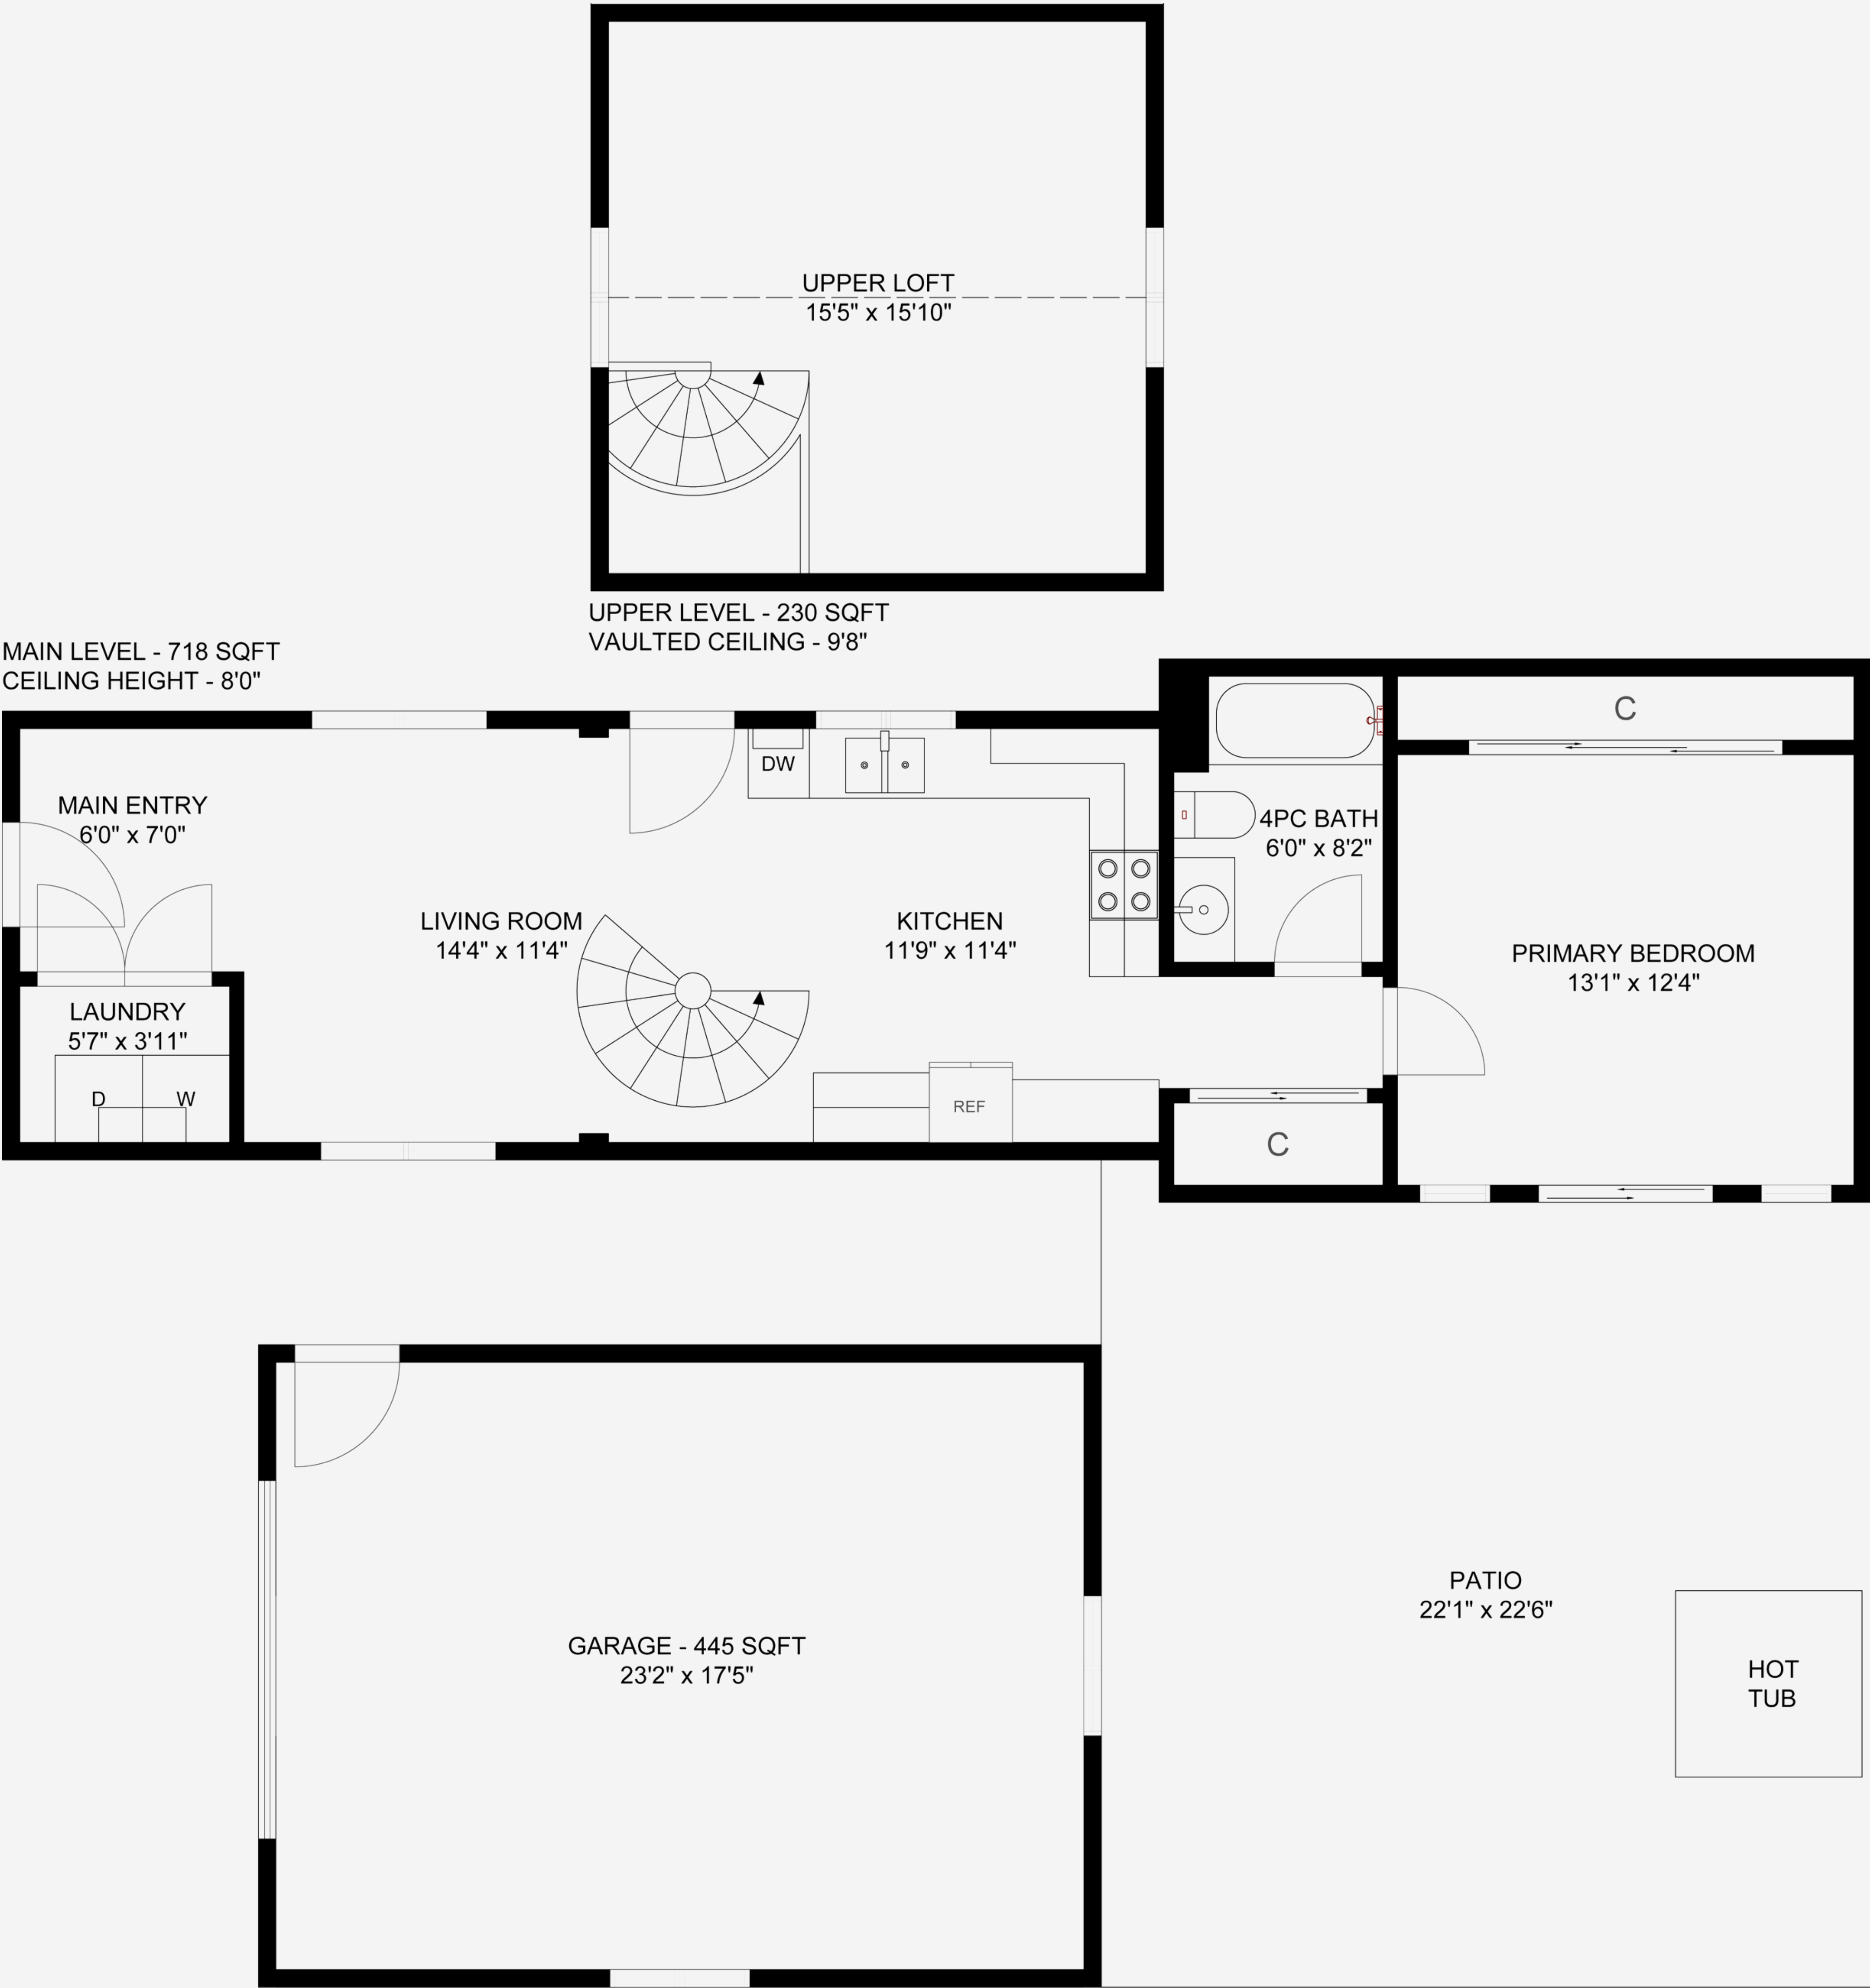 UPPER LOFT
15'5" x 15'10"
UPPER LEVEL - 230 SQFT
VAULTED CEILING - 9'8"
MAIN LEVEL - 718 SQFT
CEILING HEIGHT - 8'0"
MAIN ENTRY
6'0" x 7'0"
LAUNDRY
5'7" x 3'11"
D W
LIVING ROOM
14'4" x 11'4"
DW
KITCHEN
11'9" x 11'4"
REF
4PC BATH
6'0" x 8'2"
C
C
PRIMARY BEDROOM
13'1" x 12'4"
GARAGE - 445 SQFT
23'2" x 17'5"
PATIO
22'1" x 22'6"
HOT
TUB